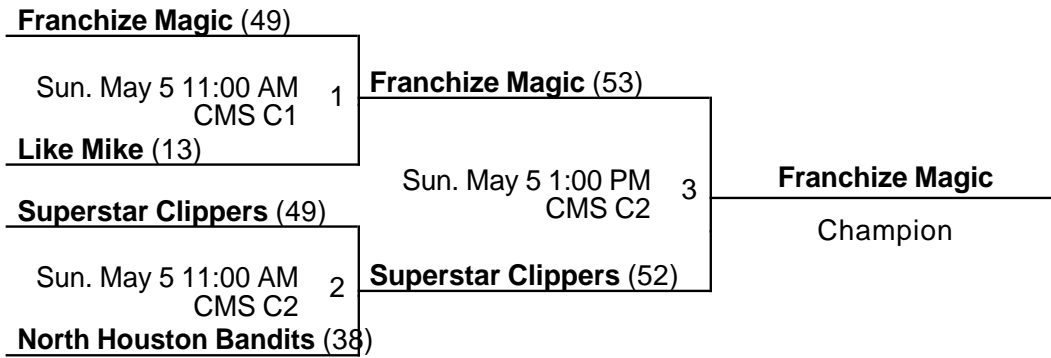 Franchize Magic (49)
Sun. May 5 11:00 AM
CMS C1
1
Like Mike (13)
Franchize Magic (53)
Superstar Clippers (49)
Sun. May 5 11:00 AM
CMS C2
2
North Houston Bandits (38)
Sun. May 5 1:00 PM
CMS C2
3
Superstar Clippers (52)
Franchize Magic
Champion